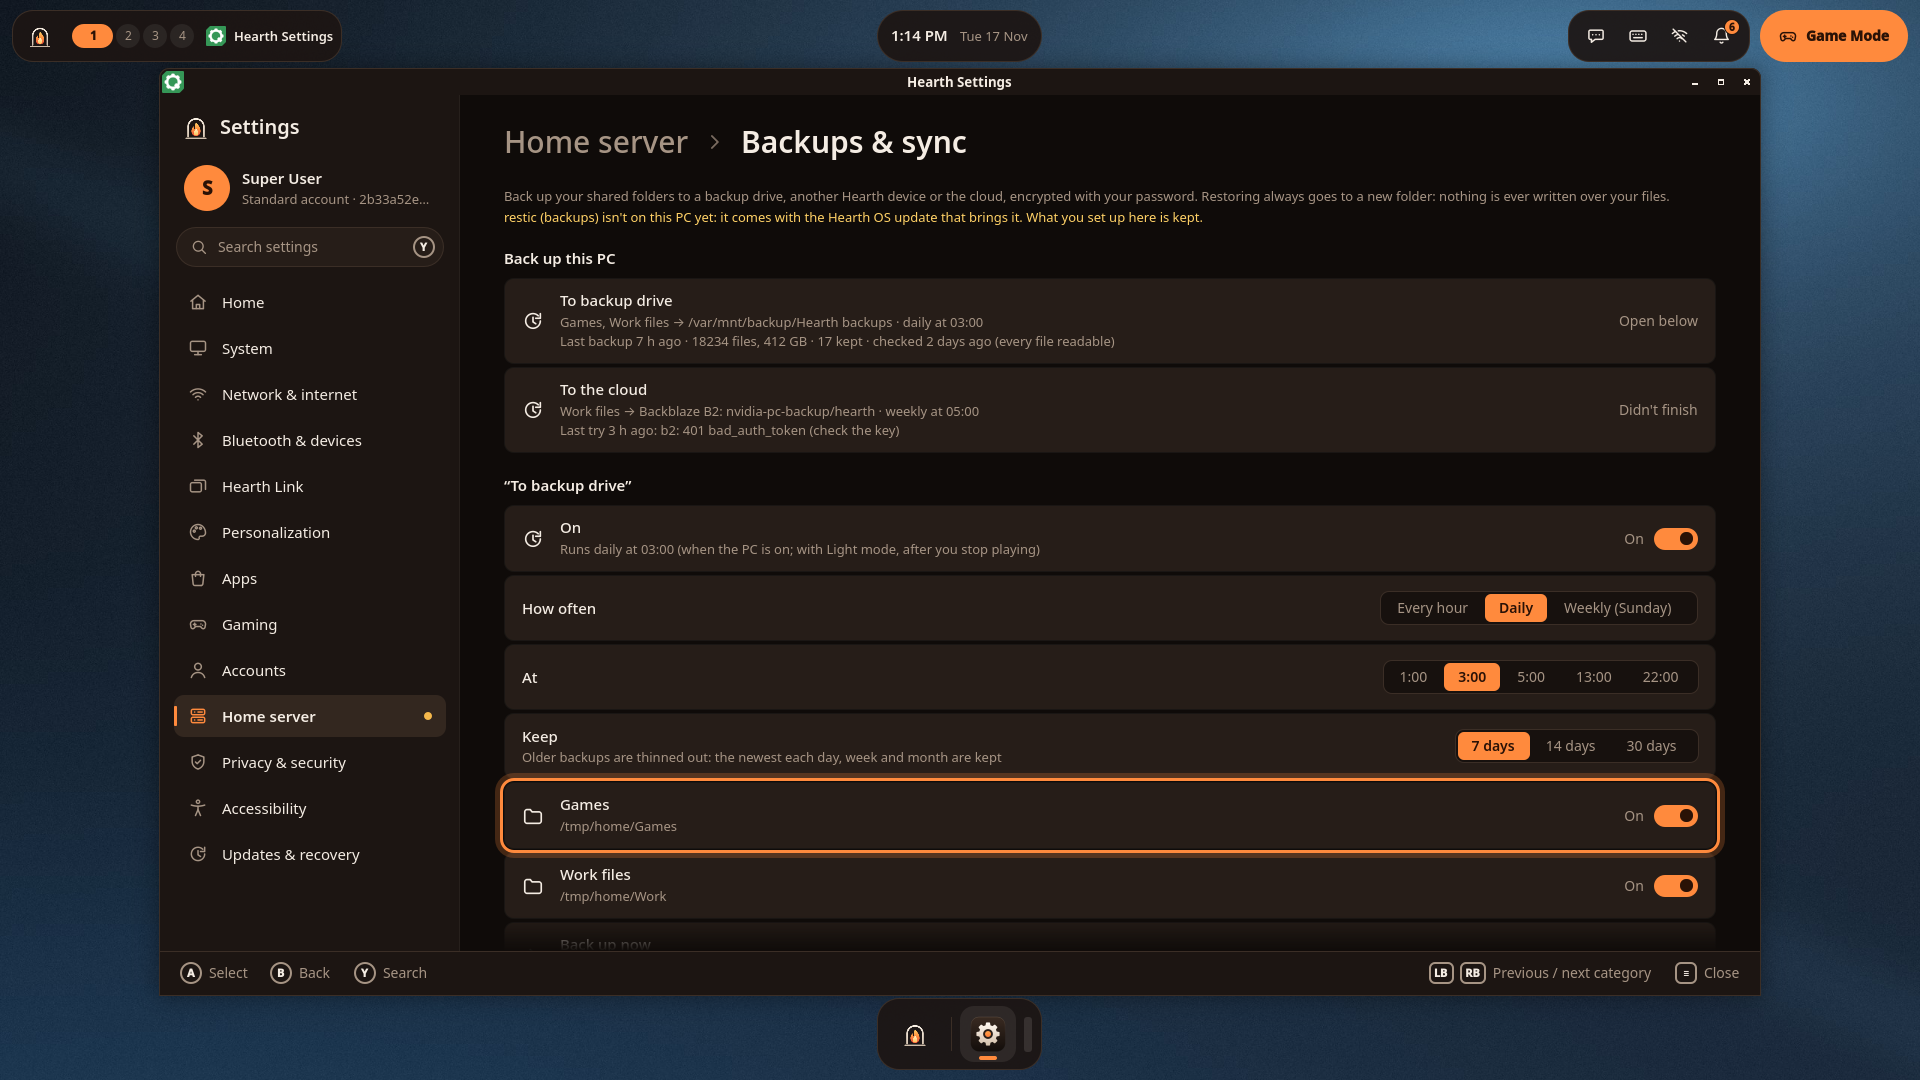 1 2 3 4 Hearth Settings
1:14 PM Tue 17 Nov
6
Game Mode
Hearth Settings
Settings
S
Super User
Standard account · 2b33a52e...
Search settings Y
Home
System
Network & internet
Bluetooth & devices
Hearth Link
Personalization
Apps
Gaming
Accounts
Home server
Privacy & security
Accessibility
Updates & recovery
Home server > Backups & sync
Back up your shared folders to a backup drive, another Hearth device or the cloud, encrypted with your password. Restoring always goes to a new folder: nothing is ever written over your files.
restic (backups) isn't on this PC yet: it comes with the Hearth OS update that brings it. What you set up here is kept.
Back up this PC
To backup drive
Games, Work files → /var/mnt/backup/Hearth backups · daily at 03:00
Last backup 7 h ago · 18234 files, 412 GB · 17 kept · checked 2 days ago (every file readable)
Open below
To the cloud
Work files → Backblaze B2: nvidia-pc-backup/hearth · weekly at 05:00
Last try 3 h ago: b2: 401 bad_auth_token (check the key)
Didn't finish
“To backup drive”
On
Runs daily at 03:00 (when the PC is on; with Light mode, after you stop playing)
On
How often
Every hour Daily Weekly (Sunday)
At
1:00 3:00 5:00 13:00 22:00
Keep
Older backups are thinned out: the newest each day, week and month are kept
7 days 14 days 30 days
Games
/tmp/home/Games
On
Work files
/tmp/home/Work
On
Back up now
A Select B Back Y Search
LB RB Previous / next category ≡ Close